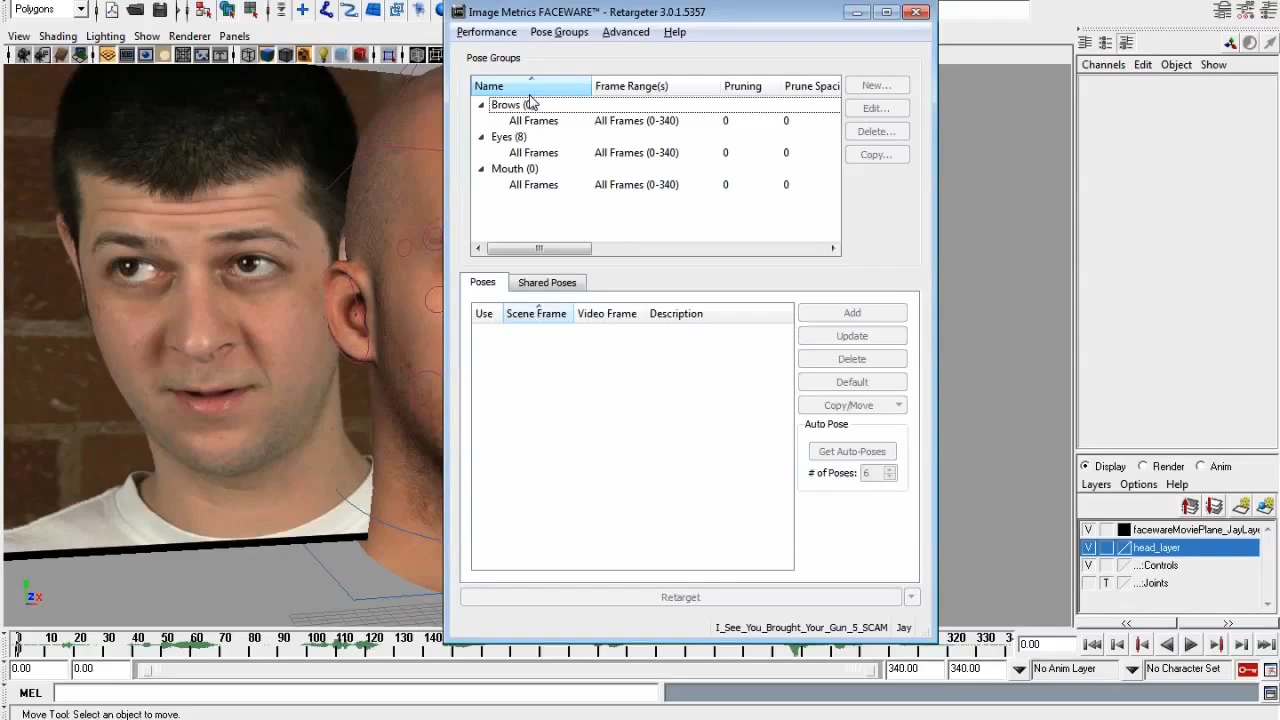 Polygons
Image Metrics FACEWARE™ - Retargeter 3.0.1.5357
View Shading Lighting Show Renderer Panels
Performance Pose Groups Advanced Help
Pose Groups
Name Frame Range(s) Pruning Prune Spaci
Brows
All Frames All Frames (0-340) 0 0
Eyes (8)
All Frames All Frames (0-340) 0 0
Mouth (0)
All Frames All Frames (0-340) 0 0
New...
Edit...
Delete...
Copy...
Channels Edit Object Show
Poses Shared Poses
Use Scene Frame Video Frame Description
Add
Update
Delete
Default
Copy/Move
Auto Pose
Get Auto-Poses
# of Poses: 6
Retarget
I_See_You_Brought_Your_Gun_5_SCAM Jay
Display Render Anim
Layers Options Help
V facewareMoviePlane_JayLaye
V head_layer
V ...:Controls
T ...:Joints
<< >>
10 20 30 40 50 60 70 80 90 100 110 120 130 14 320 330 3
0.00
0.00 0.00 340.00 340.00 No Anim Layer No Character Set
MEL
Move Tool: Select an object to move.
zx